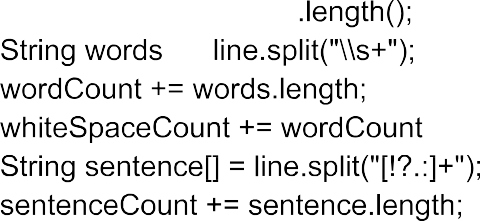 .length();
String words line.split("\\s+");
wordCount += words.length;
whiteSpaceCount += wordCount
String sentence[] = line.split("[!?.:]+");
sentenceCount += sentence.length;